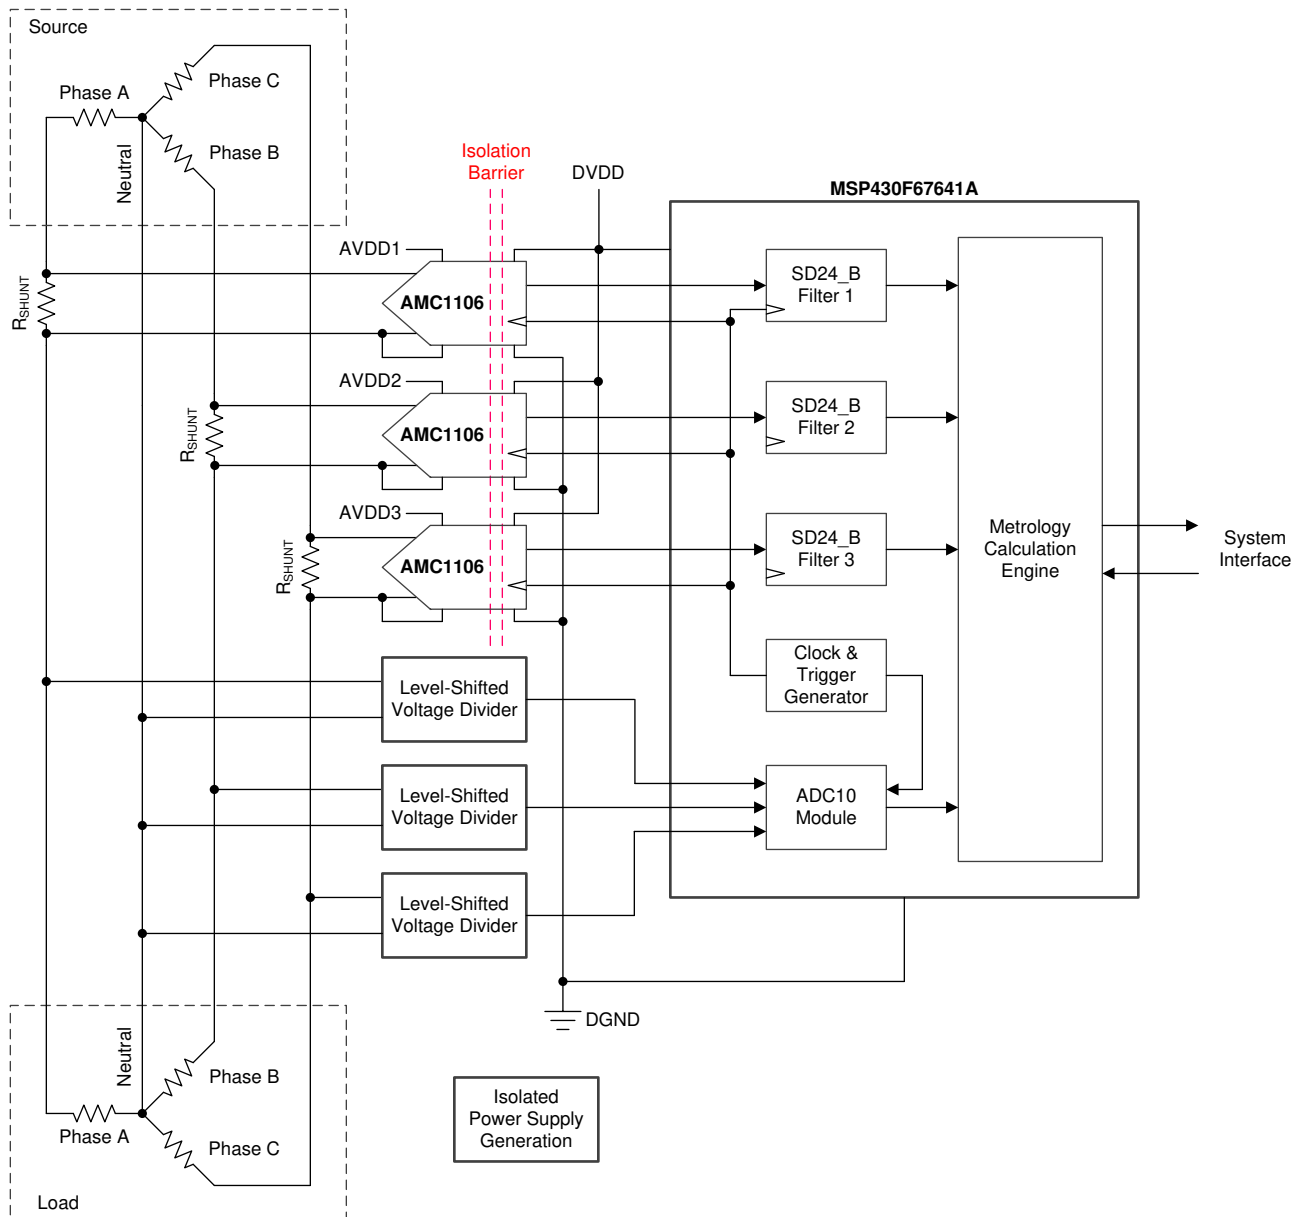 Source
Phase A
Phase C
Phase B
Neutral
Isolation
Barrier
DVDD
MSP430F67641A
AVDD1
AMC1106
RSHUNT
SD24_B
Filter 1
AVDD2
AMC1106
RSHUNT
SD24_B
Filter 2
AVDD3
AMC1106
RSHUNT
SD24_B
Filter 3
Metrology
Calculation
Engine
System
Interface
Clock &
Trigger
Generator
Level-Shifted
Voltage Divider
Level-Shifted
Voltage Divider
ADC10
Module
Level-Shifted
Voltage Divider
DGND
Neutral
Phase B
Phase A
Phase C
Load
Isolated
Power Supply
Generation